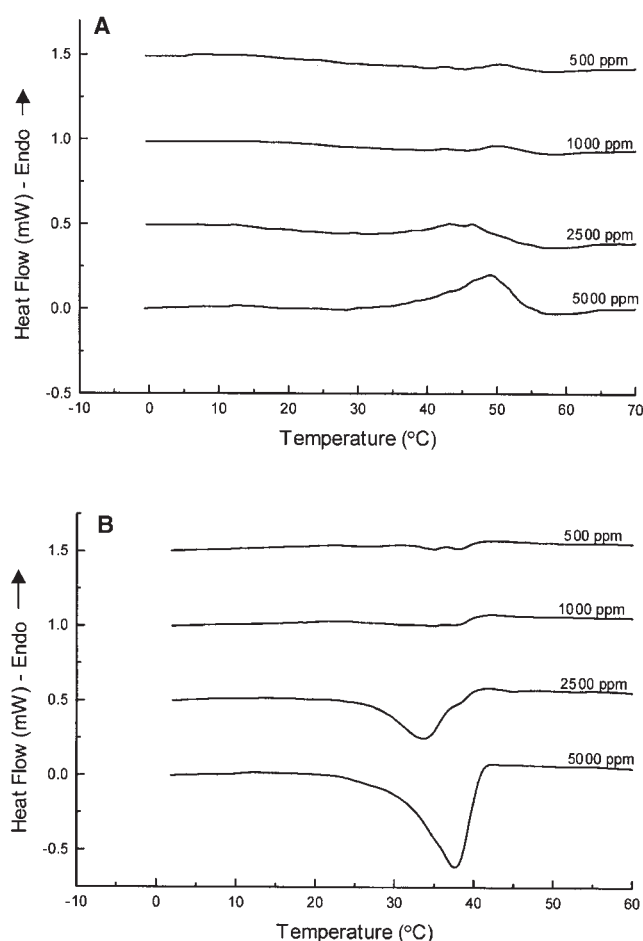 A
1.5
1.0
0.5
0.0
-0.5
-10
0
10
20
30
40
50
60
70
500 ppm
1000 ppm
2500 ppm
5000 ppm
Heat Flow (mW) - Endo
Temperature (°C)
B
1.5
1.0
0.5
0.0
-0.5
-10
0
10
20
30
40
50
60
500 ppm
1000 ppm
2500 ppm
5000 ppm
Heat Flow (mW) - Endo
Temperature (°C)